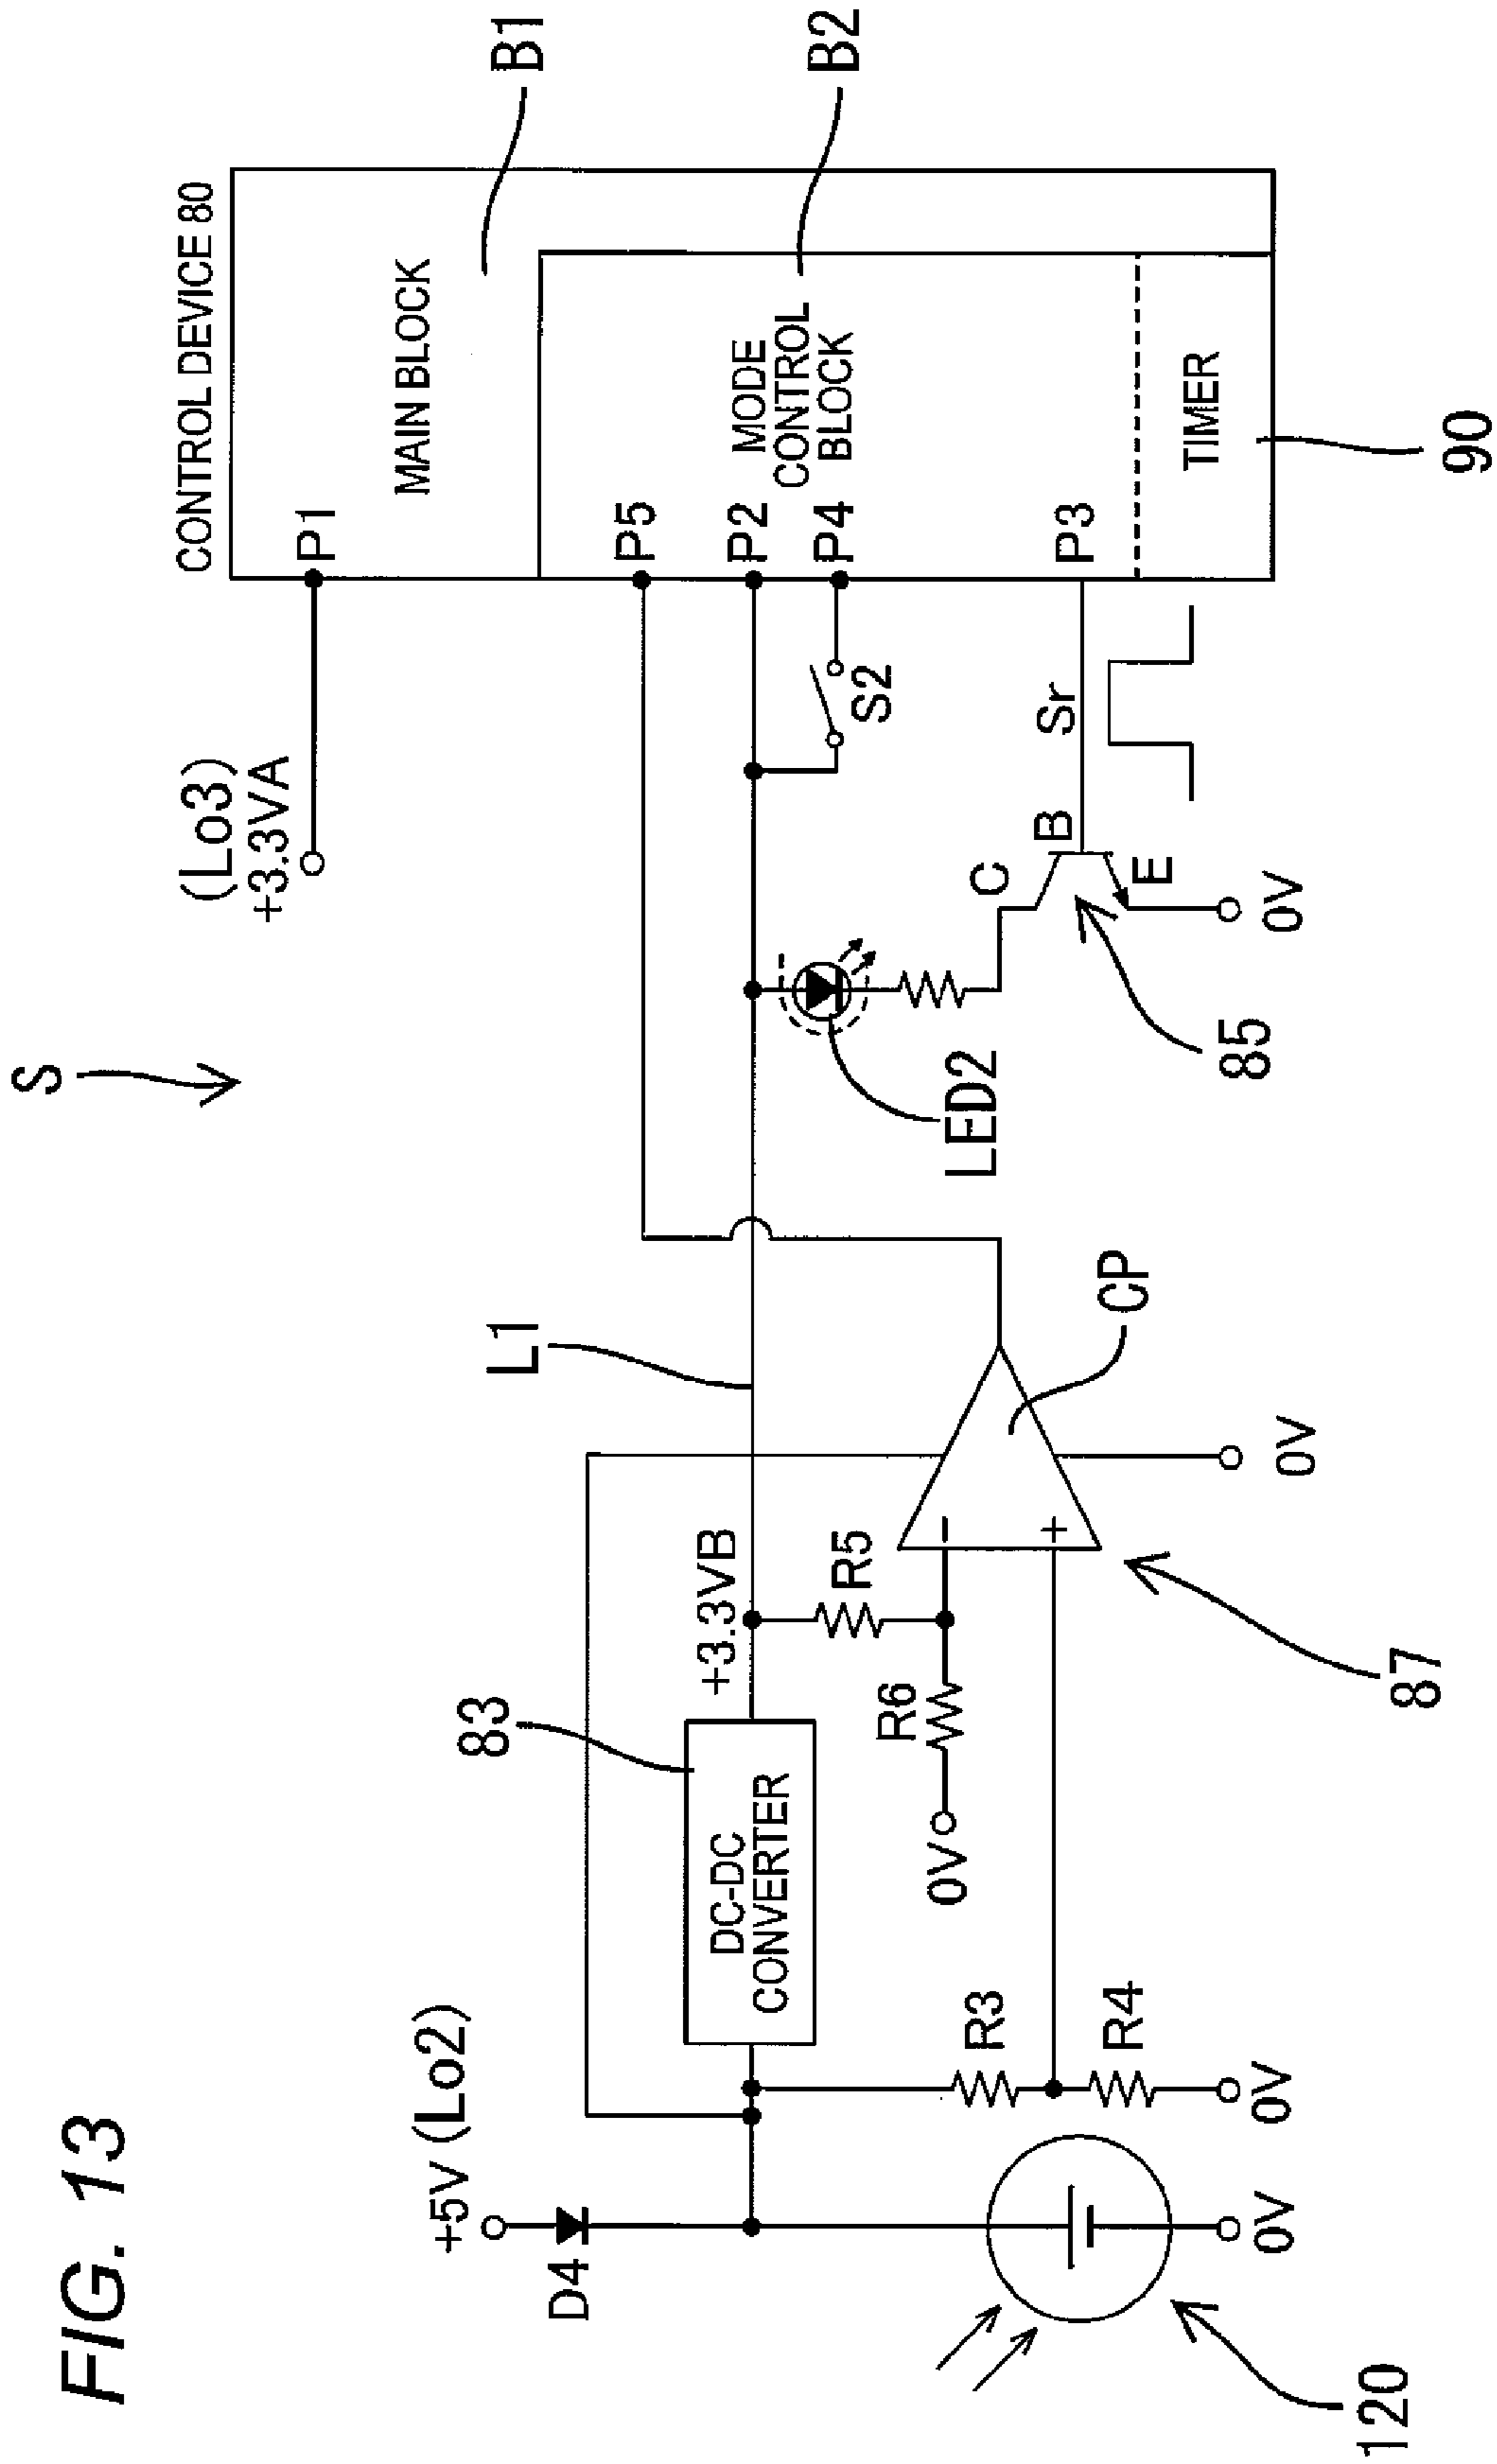 FIG. 13
S
+5V (Lo2)
D4
120
0V
83
DC-DC
CONVERTER
+3.3VB
L1
R3
R4
0V
R5
R6
0V
−
+
CP
87
0V
LED2
C
B
E
85
0V
Sr
S2
(Lo3)
+3.3VA
CONTROL DEVICE 80
P1
MAIN BLOCK
B1
P5
P2
P4
P3
MODE
CONTROL
BLOCK
B2
TIMER
90